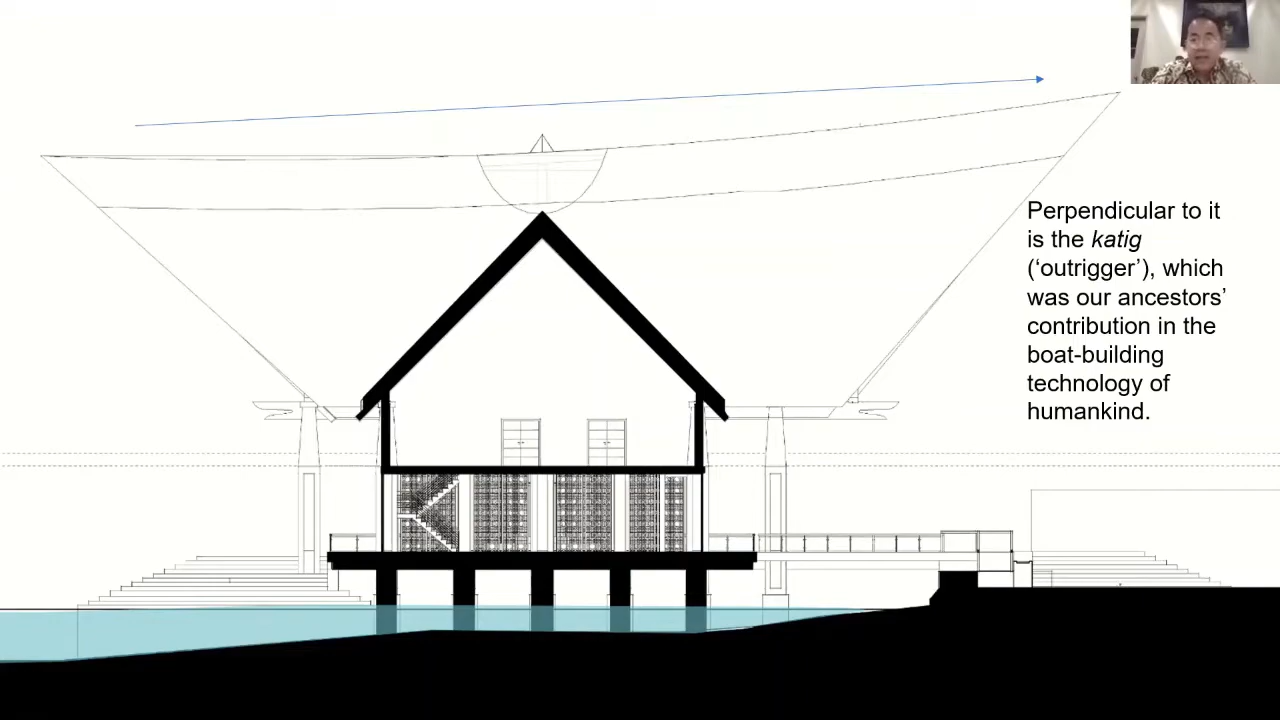 Perpendicular to it
is the katig
(‘outrigger’), which
was our ancestors’
contribution in the
boat-building
technology of
humankind.